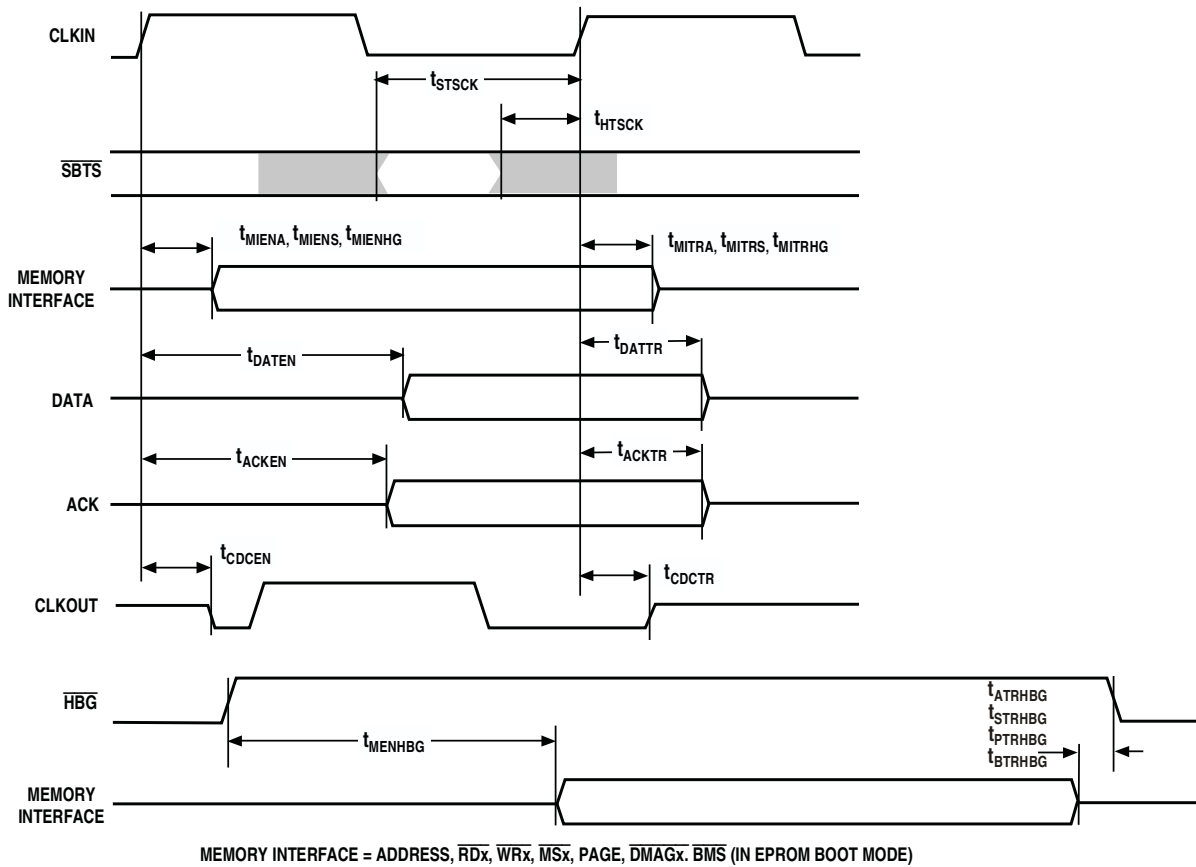 CLKIN
tSTSCK
tHTSCK
SBTS
tMIENA, tMIENS, tMIENHG
tMITRA, tMITRS, tMITRHG
MEMORY
INTERFACE
tDATEN
tDATTR
DATA
tACKEN
tACKTR
ACK
tCDCEN
tCDCTR
CLKOUT
HBG
tATRHBG
tSTRHBG
tPTRHBG
tBTRHBG
tMENHBG
MEMORY
INTERFACE
MEMORY INTERFACE = ADDRESS, RDx, WRx, MSx, PAGE, DMAGx. BMS (IN EPROM BOOT MODE)